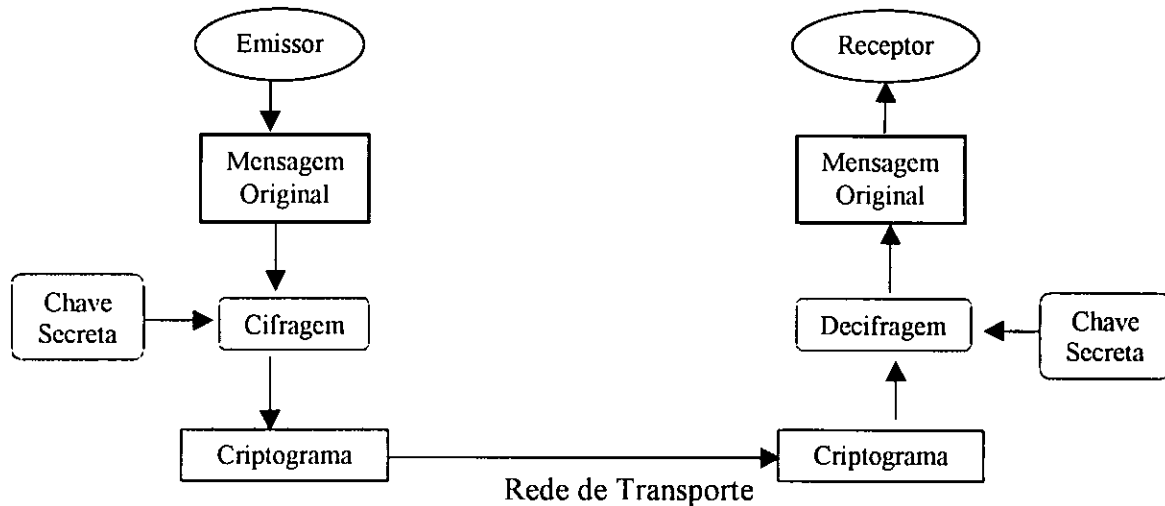 Emissor
Receptor
Mensagem
Original
Mensagem
Original
Chave
Secreta
Cifragem
Decifragem
Chave
Secreta
Criptograma
Criptograma
Rede de Transporte